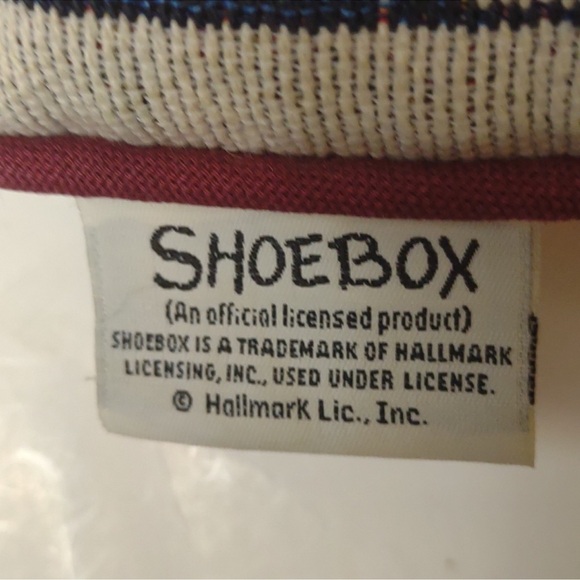 SHOEBOX
(An official licensed product)
SHOEBOX IS A TRADEMARK OF HALLMARK
LICENSING, INC., USED UNDER LICENSE.
© Hallmark Lic., Inc.